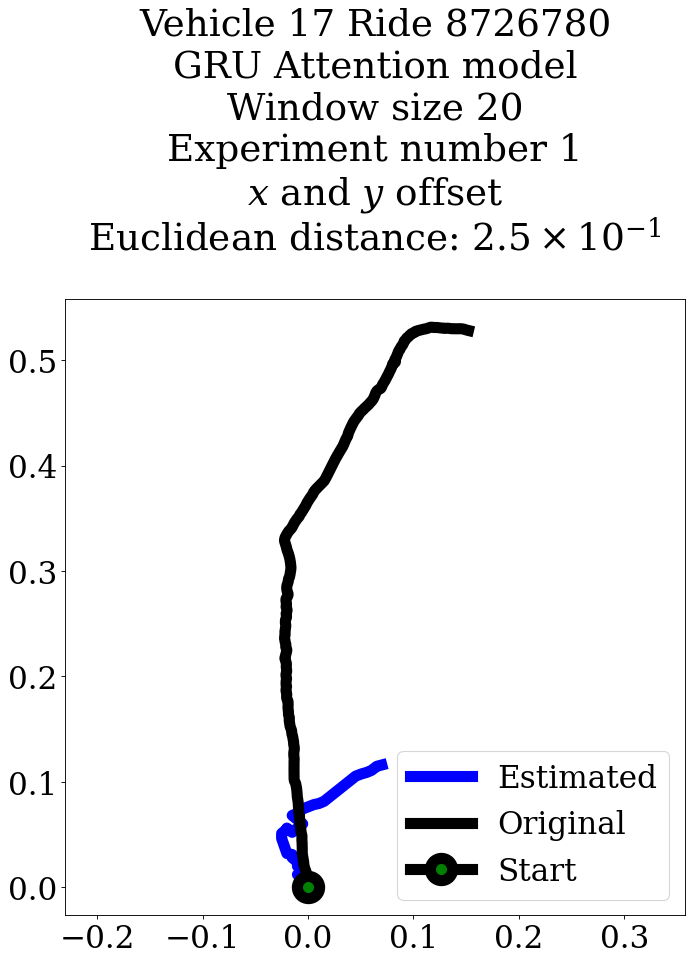 Vehicle 17 Ride 8726780
GRU Attention model
Window size 20
Experiment number 1
x and y offset
Euclidean distance: 2.5 × 10⁻¹
0.5
0.4
0.3
0.2
0.1
0.0
Estimated
Original
Start
−0.2 −0.1 0.0 0.1 0.2 0.3